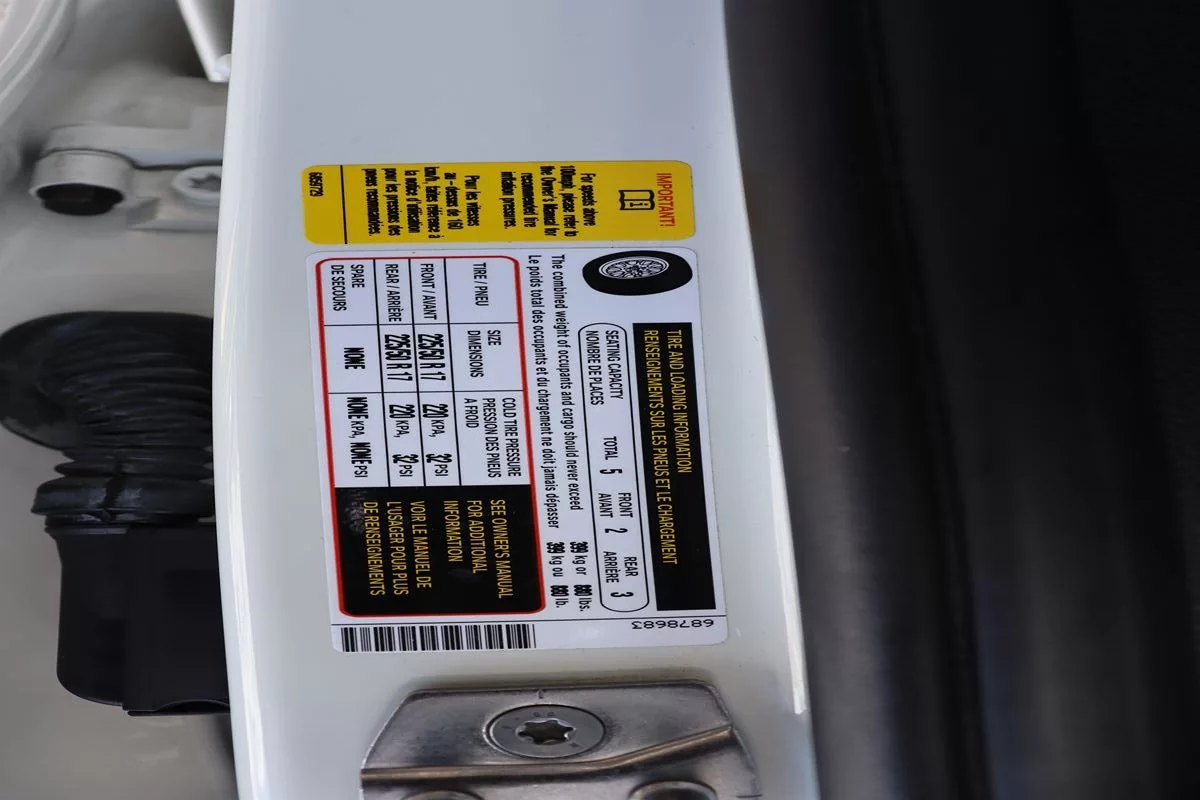 IMPORTANT!
For speeds above
100mph, please refer to
the Owner's Manual for
recommended tire
inflation pressures.
Pour les vitesses
au - dessus de 160
km/h, faites référence à
la notice d'utilisation
pour les pressions des
pneus recommandées.
TIRE AND LOADING INFORMATION
RENSEIGNEMENTS SUR LES PNEUS ET LE CHARGEMENT
SEATING CAPACITY TOTAL 5 FRONT 2 REAR 3
NOMBRE DE PLACES AVANT ARRIÈRE
The combined weight of occupants and cargo should never exceed 399 kg or 880 lbs.
Le poids total des occupants et du chargement ne doit jamais dépasser 399 kg ou 880 lb.
TIRE / PNEU SIZE DIMENSIONS COLD TIRE PRESSURE PRESSION DES PNEUS A FROID
FRONT / AVANT 225/50 R 17 220 KPA, 32 PSI
REAR / ARRIÈRE 225/50 R 17 220 KPA, 32 PSI
SPARE DE SECOURS NONE NONE KPA, NONE PSI
SEE OWNER'S MANUAL
FOR ADDITIONAL
INFORMATION
VOIR LE MANUEL DE
L'USAGER POUR PLUS
DE RENSEIGNEMENTS
6878683